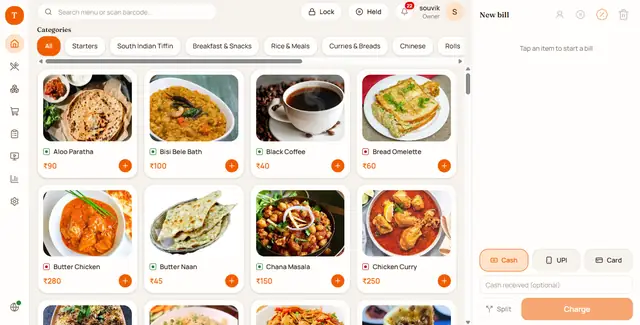 T
Search menu or scan barcode...
Lock
Held
22
souvik
Owner
S
Categories
All
Starters
South Indian Tiffin
Breakfast & Snacks
Rice & Meals
Curries & Breads
Chinese
Rolls
Aloo Paratha
₹90
Bisi Bele Bath
₹100
Black Coffee
₹40
Bread Omelette
₹60
Butter Chicken
₹280
Butter Naan
₹45
Chana Masala
₹150
Chicken Curry
₹250
New bill
Tap an item to start a bill
Cash
UPI
Card
Cash received (optional)
Split
Charge